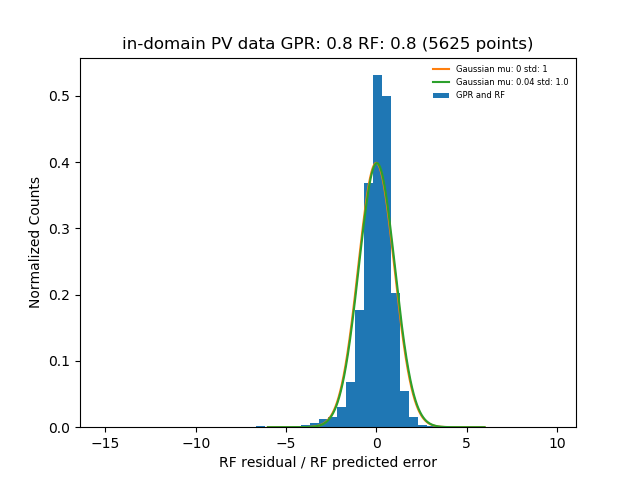 in-domain PV data GPR: 0.8 RF: 0.8 (5625 points)
Gaussian mu: 0 std: 1
Gaussian mu: 0.04 std: 1.0
GPR and RF
Normalized Counts
0.5
0.4
0.3
0.2
0.1
0.0
−15 −10 −5 0 5 10
RF residual / RF predicted error